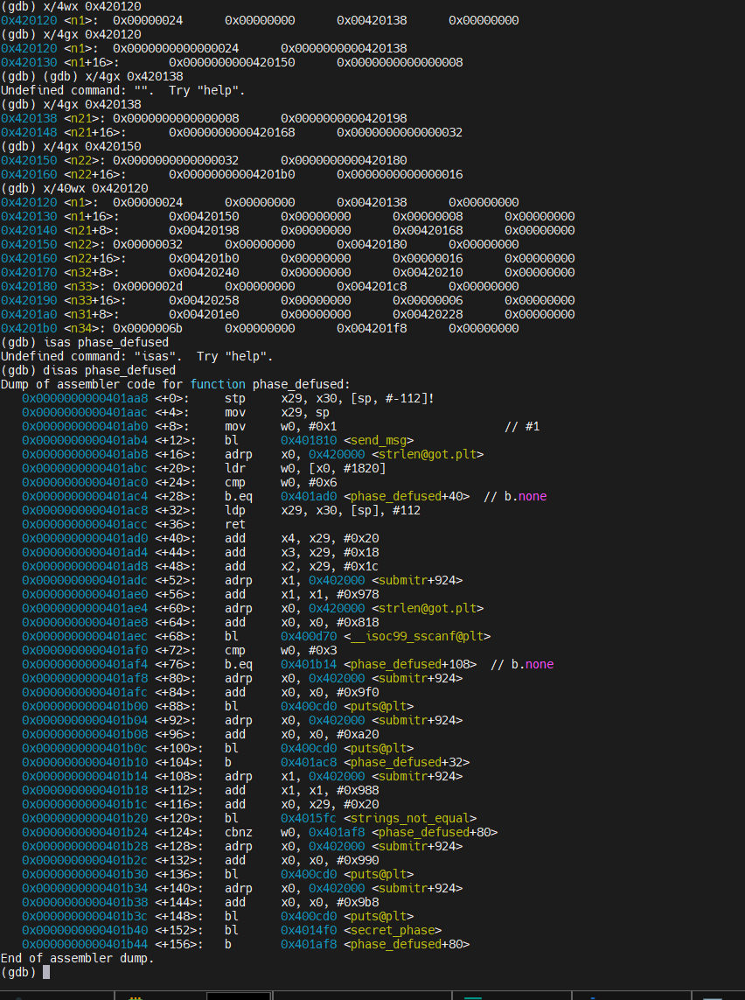 (gdb) x/4wx 0x420120
0x420120 <n1>:  0x00000024      0x00000000      0x00420138      0x00000000
(gdb) x/4gx 0x420120
0x420120 <n1>:  0x0000000000000024      0x0000000000420138
0x420130 <n1+16>:       0x0000000000420150      0x0000000000000008
(gdb) (gdb) x/4gx 0x420138
Undefined command: "".  Try "help".
(gdb) x/4gx 0x420138
0x420138 <n21>: 0x0000000000000008      0x0000000000420198
0x420148 <n21+16>:      0x0000000000420168      0x0000000000000032
(gdb) x/4gx 0x420150
0x420150 <n22>: 0x0000000000000032      0x0000000000420180
0x420160 <n22+16>:      0x00000000004201b0      0x0000000000000016
(gdb) x/40wx 0x420120
0x420120 <n1>:  0x00000024      0x00000000      0x00420138      0x00000000
0x420130 <n1+16>:       0x00420150      0x00000000      0x00000008      0x00000000
0x420140 <n21+8>:       0x00420198      0x00000000      0x00420168      0x00000000
0x420150 <n22>: 0x00000032      0x00000000      0x00420180      0x00000000
0x420160 <n22+16>:      0x004201b0      0x00000000      0x00000016      0x00000000
0x420170 <n32+8>:       0x00420240      0x00000000      0x00420210      0x00000000
0x420180 <n33>: 0x0000002d      0x00000000      0x004201c8      0x00000000
0x420190 <n33+16>:      0x00420258      0x00000000      0x00000006      0x00000000
0x4201a0 <n31+8>:       0x004201e0      0x00000000      0x00420228      0x00000000
0x4201b0 <n34>: 0x0000006b      0x00000000      0x004201f8      0x00000000
(gdb) isas phase_defused
Undefined command: "isas".  Try "help".
(gdb) disas phase_defused
Dump of assembler code for function phase_defused:
   0x0000000000401aa8 <+0>:     stp     x29, x30, [sp, #-112]!
   0x0000000000401aac <+4>:     mov     x29, sp
   0x0000000000401ab0 <+8>:     mov     w0, #0x1                        // #1
   0x0000000000401ab4 <+12>:    bl      0x401810 <send_msg>
   0x0000000000401ab8 <+16>:    adrp    x0, 0x420000 <strlen@got.plt>
   0x0000000000401abc <+20>:    ldr     w0, [x0, #1820]
   0x0000000000401ac0 <+24>:    cmp     w0, #0x6
   0x0000000000401ac4 <+28>:    b.eq    0x401ad0 <phase_defused+40>  // b.none
   0x0000000000401ac8 <+32>:    ldp     x29, x30, [sp], #112
   0x0000000000401acc <+36>:    ret
   0x0000000000401ad0 <+40>:    add     x4, x29, #0x20
   0x0000000000401ad4 <+44>:    add     x3, x29, #0x18
   0x0000000000401ad8 <+48>:    add     x2, x29, #0x1c
   0x0000000000401adc <+52>:    adrp    x1, 0x402000 <submitr+924>
   0x0000000000401ae0 <+56>:    add     x1, x1, #0x978
   0x0000000000401ae4 <+60>:    adrp    x0, 0x420000 <strlen@got.plt>
   0x0000000000401ae8 <+64>:    add     x0, x0, #0x818
   0x0000000000401aec <+68>:    bl      0x400d70 <__isoc99_sscanf@plt>
   0x0000000000401af0 <+72>:    cmp     w0, #0x3
   0x0000000000401af4 <+76>:    b.eq    0x401b14 <phase_defused+108>  // b.none
   0x0000000000401af8 <+80>:    adrp    x0, 0x402000 <submitr+924>
   0x0000000000401afc <+84>:    add     x0, x0, #0x9f0
   0x0000000000401b00 <+88>:    bl      0x400cd0 <puts@plt>
   0x0000000000401b04 <+92>:    adrp    x0, 0x402000 <submitr+924>
   0x0000000000401b08 <+96>:    add     x0, x0, #0xa20
   0x0000000000401b0c <+100>:   bl      0x400cd0 <puts@plt>
   0x0000000000401b10 <+104>:   b       0x401ac8 <phase_defused+32>
   0x0000000000401b14 <+108>:   adrp    x1, 0x402000 <submitr+924>
   0x0000000000401b18 <+112>:   add     x1, x1, #0x988
   0x0000000000401b1c <+116>:   add     x0, x29, #0x20
   0x0000000000401b20 <+120>:   bl      0x4015fc <strings_not_equal>
   0x0000000000401b24 <+124>:   cbnz    w0, 0x401af8 <phase_defused+80>
   0x0000000000401b28 <+128>:   adrp    x0, 0x402000 <submitr+924>
   0x0000000000401b2c <+132>:   add     x0, x0, #0x990
   0x0000000000401b30 <+136>:   bl      0x400cd0 <puts@plt>
   0x0000000000401b34 <+140>:   adrp    x0, 0x402000 <submitr+924>
   0x0000000000401b38 <+144>:   add     x0, x0, #0x9b8
   0x0000000000401b3c <+148>:   bl      0x400cd0 <puts@plt>
   0x0000000000401b40 <+152>:   bl      0x4014f0 <secret_phase>
   0x0000000000401b44 <+156>:   b       0x401af8 <phase_defused+80>
End of assembler dump.
(gdb)